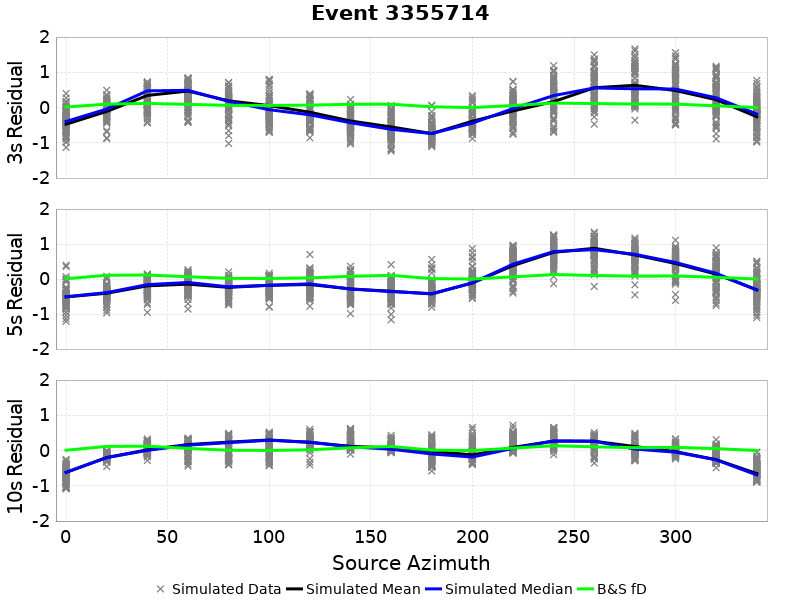 Event 3355714
3s Residual
2
1
0
-1
-2
5s Residual
2
1
0
-1
-2
10s Residual
2
1
0
-1
-2
0 50 100 150 200 250 300
Source Azimuth
Simulated Data Simulated Mean Simulated Median B&S fD